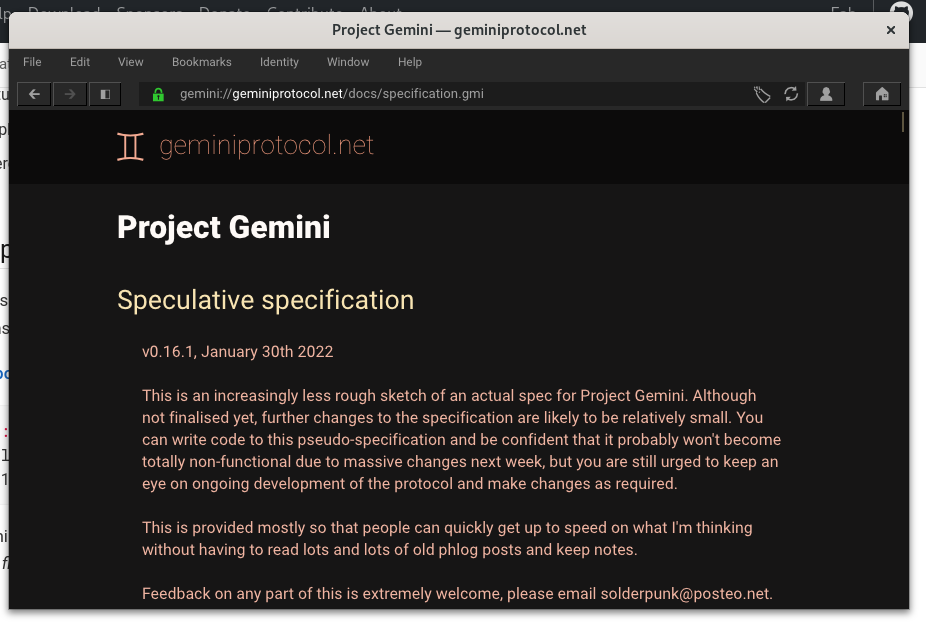 Download Sponsors Donate Contribute About
Project Gemini — geminiprotocol.net
File Edit View Bookmarks Identity Window Help
gemini://geminiprotocol.net/docs/specification.gmi
geminiprotocol.net
Project Gemini
Speculative specification
v0.16.1, January 30th 2022
This is an increasingly less rough sketch of an actual spec for Project Gemini. Although
not finalised yet, further changes to the specification are likely to be relatively small. You
can write code to this pseudo-specification and be confident that it probably won't become
totally non-functional due to massive changes next week, but you are still urged to keep an
eye on ongoing development of the protocol and make changes as required.
This is provided mostly so that people can quickly get up to speed on what I'm thinking
without having to read lots and lots of old phlog posts and keep notes.
Feedback on any part of this is extremely welcome, please email solderpunk@posteo.net.